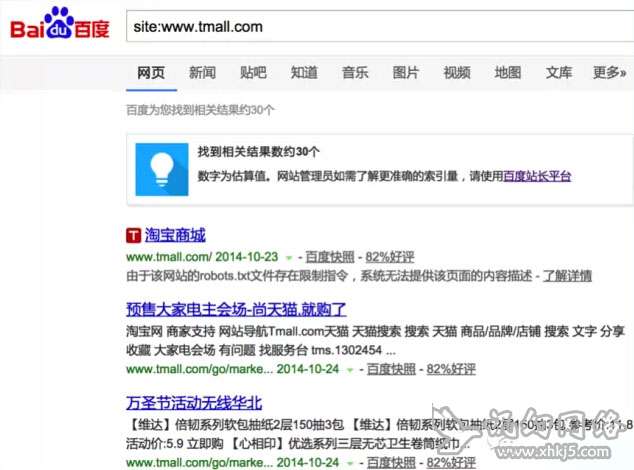 Bai du 百度
site:www.tmall.com
网页 新闻 贴吧 知道 音乐 图片 视频 地图 文库 更多»
百度为您找到相关结果约30个
找到相关结果数约30个
数字为估算值。网站管理员如需了解更准确的索引量，请使用百度站长平台
T 淘宝商城
www.tmall.com/ 2014-10-23 - 百度快照 - 82%好评
由于该网站的robots.txt文件存在限制指令，系统无法提供该页面的内容描述 - 了解详情
预售大家电主会场-尚天猫,就购了
淘宝网 商家支持 网站导航Tmall.com天猫 天猫搜索 搜索 天猫 商品/品牌/店铺 搜索 文字 分享
收藏 大家电会场 有问题 找服务台 tms.1302454 ...
www.tmall.com/go/marke... 2014-10-24 - 百度快照 - 82%好评
万圣节活动无线华北
【维达】倍韧系列软包抽纸2层150抽3包 【维达】倍韧系列软包抽纸2层150抽3包 参考价:11.8
活动价:5.9 立即购 【心相印】优选系列三层无芯卫生卷筒纸巾...
www.tmall.com/go/marke... 2014-10-24 - 百度快照 - 82%好评
网络
www.xhkj5.com